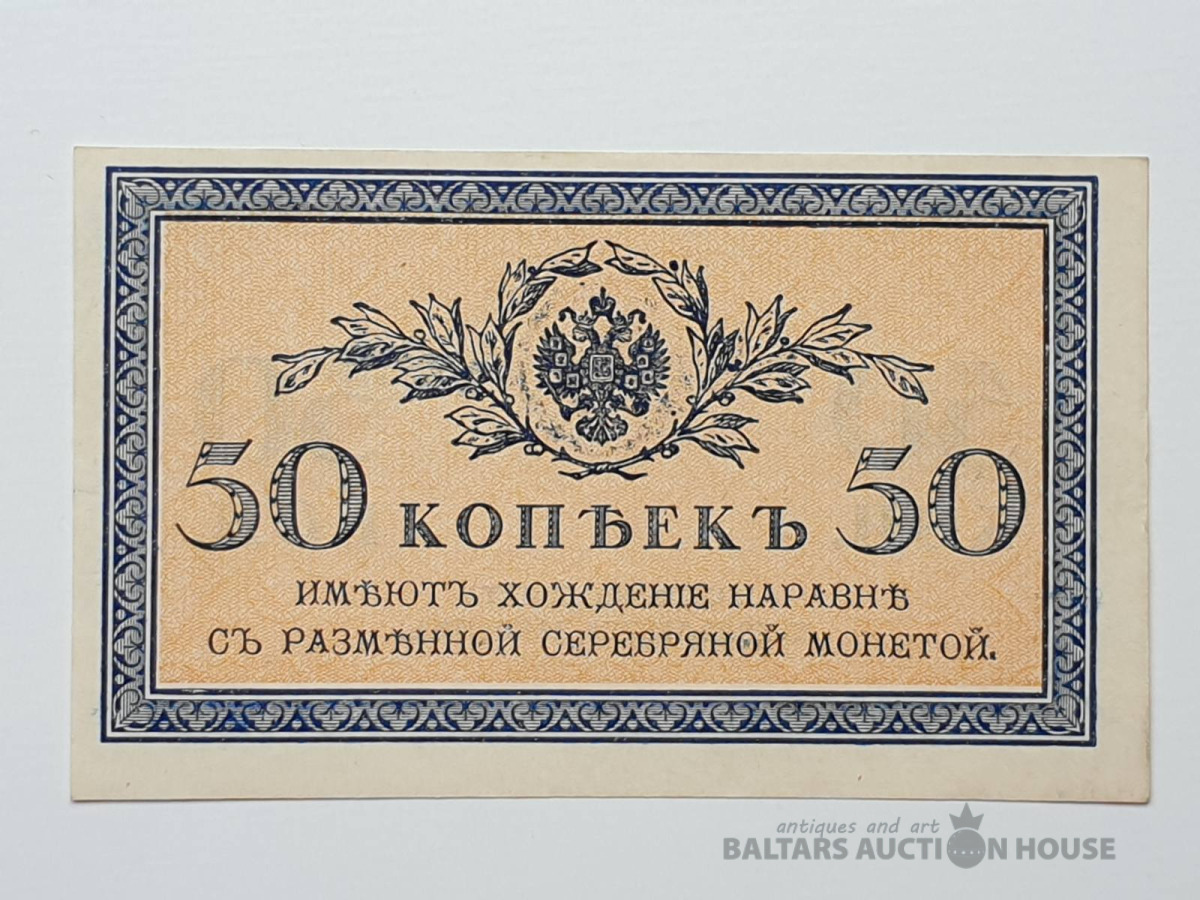 50 КОПѢЕКЪ 50
ИМѢЮТЪ ХОЖДЕНІЕ НАРАВНѢ
СЪ РАЗМѢННОЙ СЕРЕБРЯНОЙ МОНЕТОЙ.
antiques and art
BALTARS AUCTION HOUSE